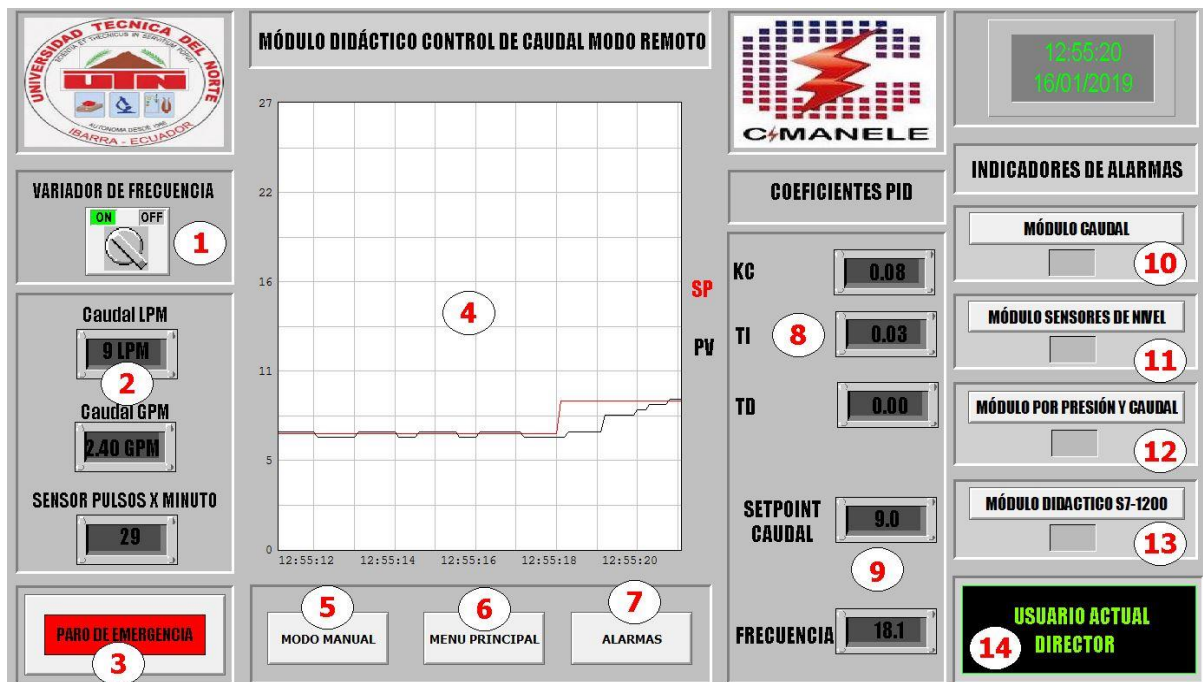 UNIVERSIDAD TECNICA DEL NORTE
UTN
AUTONOMA DESDE 1986
IBARRA - ECUADOR
MÓDULO DIDÁCTICO CONTROL DE CAUDAL MODO REMOTO
CIMANELE
12:55:20
16/01/2019
VARIADOR DE FRECUENCIA
ON OFF
1
Caudal LPM
9 LPM
2
Caudal GPM
2.40 GPM
SENSOR PULSOS X MINUTO
29
PARO DE EMERGENCIA
3
27
22
16
11
5
0
12:55:12 12:55:14 12:55:16 12:55:18 12:55:20
4
SP
PV
5
MODO MANUAL
6
MENU PRINCIPAL
7
ALARMAS
COEFICIENTES PID
KC
0.08
TI
8
0.03
TD
0.00
SETPOINT
CAUDAL
9.0
9
FRECUENCIA
18.1
INDICADORES DE ALARMAS
MÓDULO CAUDAL
10
MÓDULO SENSORES DE NIVEL
11
MÓDULO POR PRESIÓN Y CAUDAL
12
MÓDULO DIDACTICO S7-1200
13
USUARIO ACTUAL
DIRECTOR
14